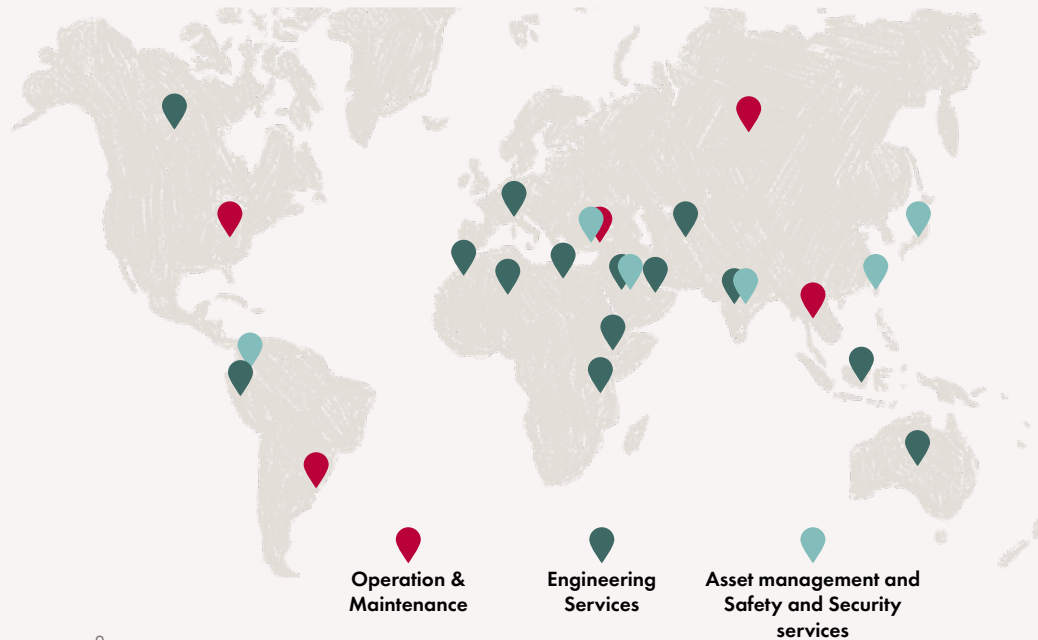 Operation &
Maintenance
Engineering
Services
Asset management and
Safety and Security
services